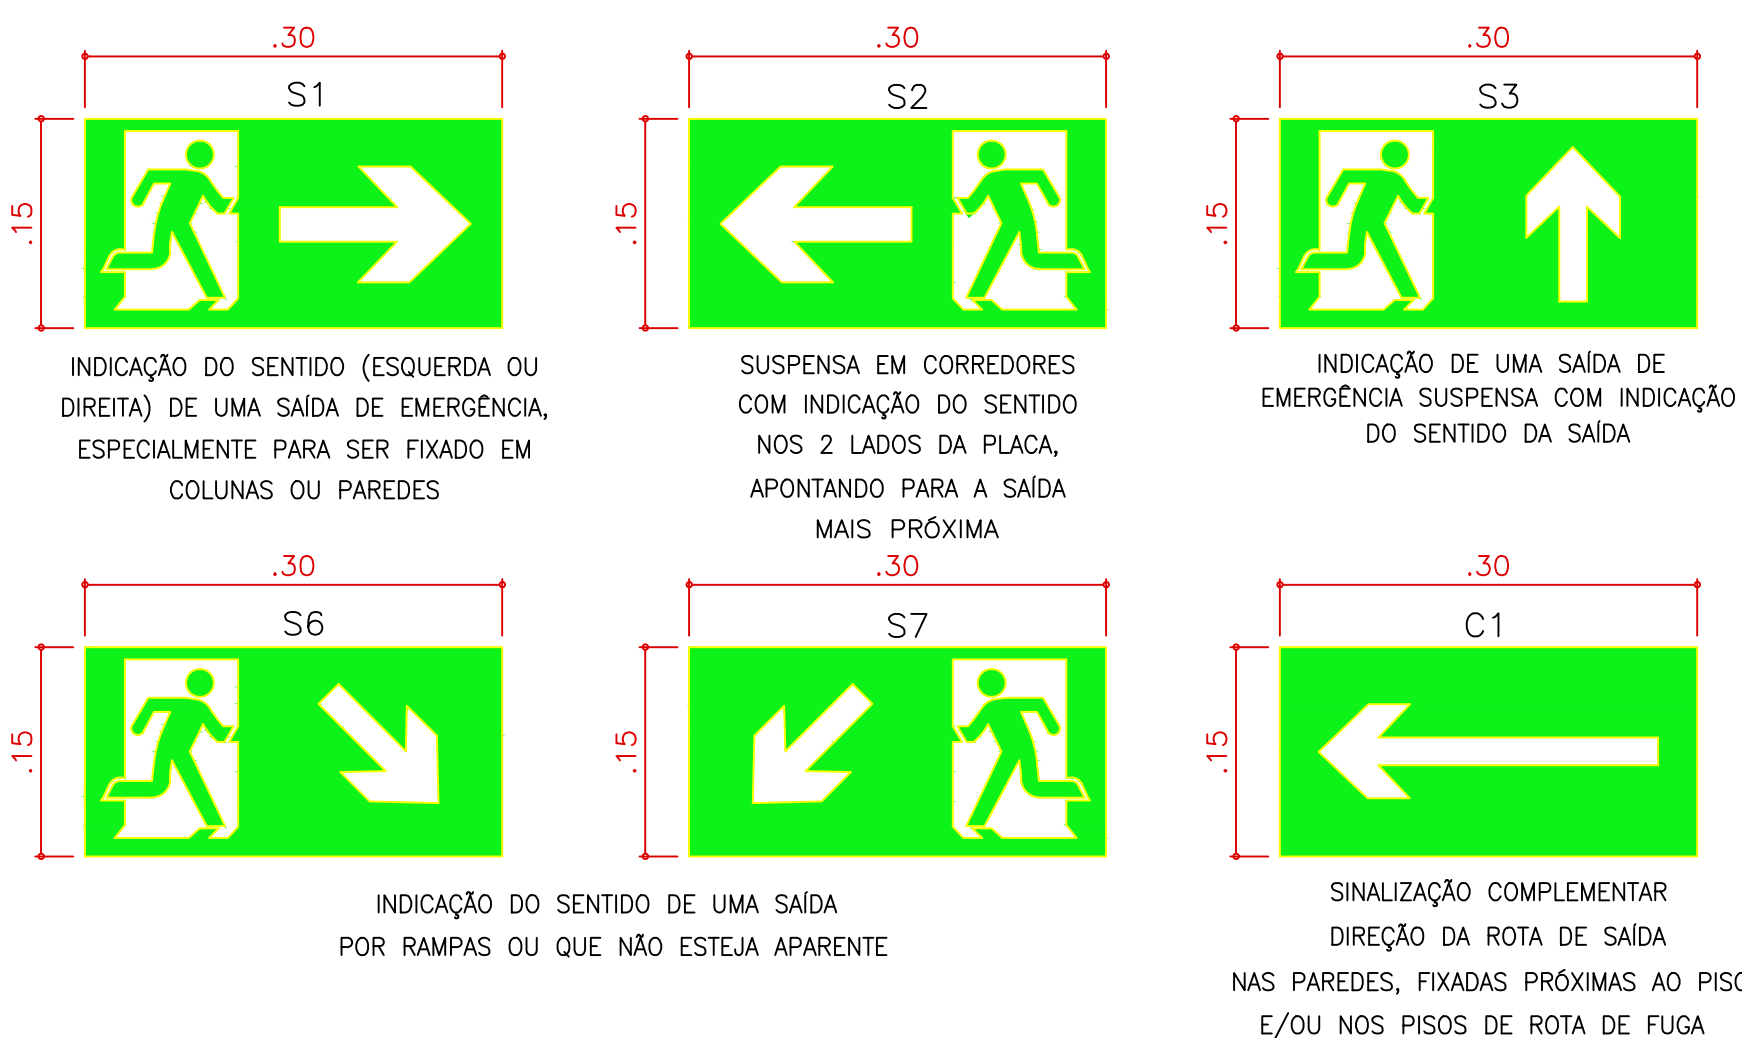 .30
S1
.15
INDICAÇÃO DO SENTIDO (ESQUERDA OU
DIREITA) DE UMA SAÍDA DE EMERGÊNCIA,
ESPECIALMENTE PARA SER FIXADO EM
COLUNAS OU PAREDES
.30
S2
.15
SUSPENSA EM CORREDORES
COM INDICAÇÃO DO SENTIDO
NOS 2 LADOS DA PLACA,
APONTANDO PARA A SAÍDA
MAIS PRÓXIMA
.30
S3
.15
INDICAÇÃO DE UMA SAÍDA DE
EMERGÊNCIA SUSPENSA COM INDICAÇÃO
DO SENTIDO DA SAÍDA
.30
S6
.15
.30
S7
.15
INDICAÇÃO DO SENTIDO DE UMA SAÍDA
POR RAMPAS OU QUE NÃO ESTEJA APARENTE
.30
C1
.15
SINALIZAÇÃO COMPLEMENTAR
DIREÇÃO DA ROTA DE SAÍDA
NAS PAREDES, FIXADAS PRÓXIMAS AO PISO
E/OU NOS PISOS DE ROTA DE FUGA